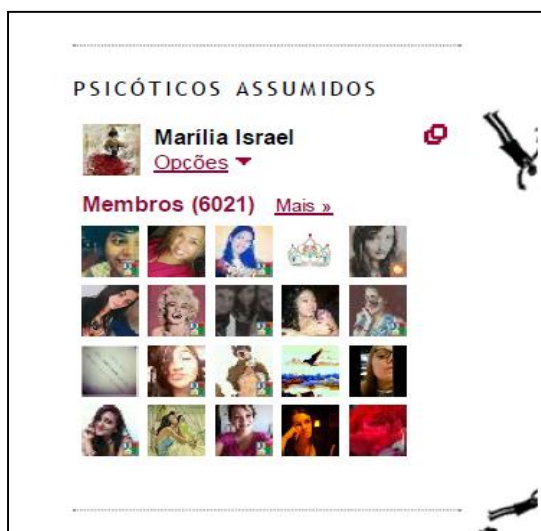 PSICÓTICOS ASSUMIDOS
Marília Israel
Opções
Membros (6021) Mais »